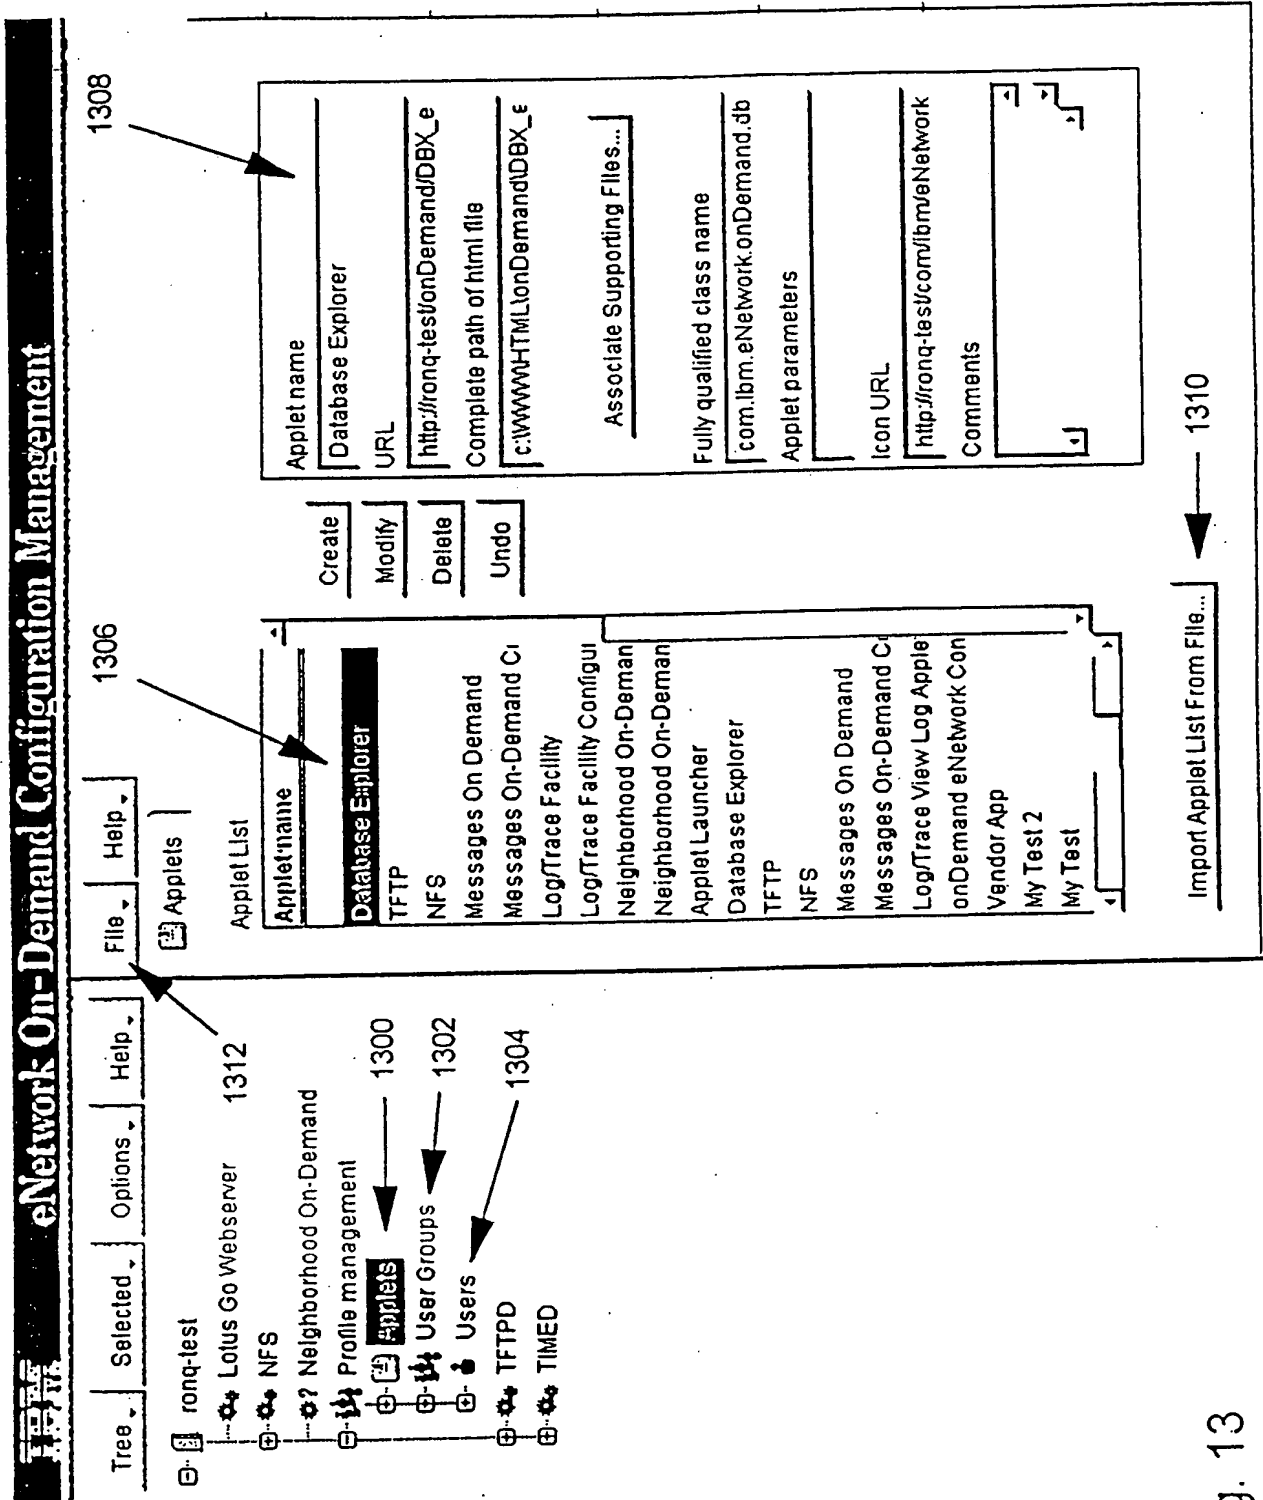 IBM eNetwork On-Demand Configuration Management
Tree Selected Options Help
File Help
ronq-test
Lotus Go Webserver
NFS
? Neighborhood On-Demand
Profile management
Applets
User Groups
Users
TFTPD
TIMED
1312
1300
1302
1304
Applets
Applet List
Applet name
Database Explorer
TFTP
NFS
Messages On Demand
Messages On-Demand
Log/Trace Facility
Log/Trace Facility Configur
Neighborhood On-Deman
Neighborhood On-Deman
Applet Launcher
Database Explorer
TFTP
NFS
Messages On Demand
Messages On-Demand
Log/Trace View Log Apple
onDemand eNetwork Con
Vendor App
My Test 2
My Test
Import Applet List From File...
1306
Create
Modify
Delete
Undo
1308
Applet name
Database Explorer
URL
http://ronq-test/onDemand/DBX_e
Complete path of html file
c:\WWW\HTML\onDemand\DBX_e
Associate Supporting Files...
Fully qualified class name
com.ibm.eNetwork.onDemand.db
Applet parameters
Icon URL
http://ronq-test/com/ibm/eNetwork
Comments
1310
g. 13